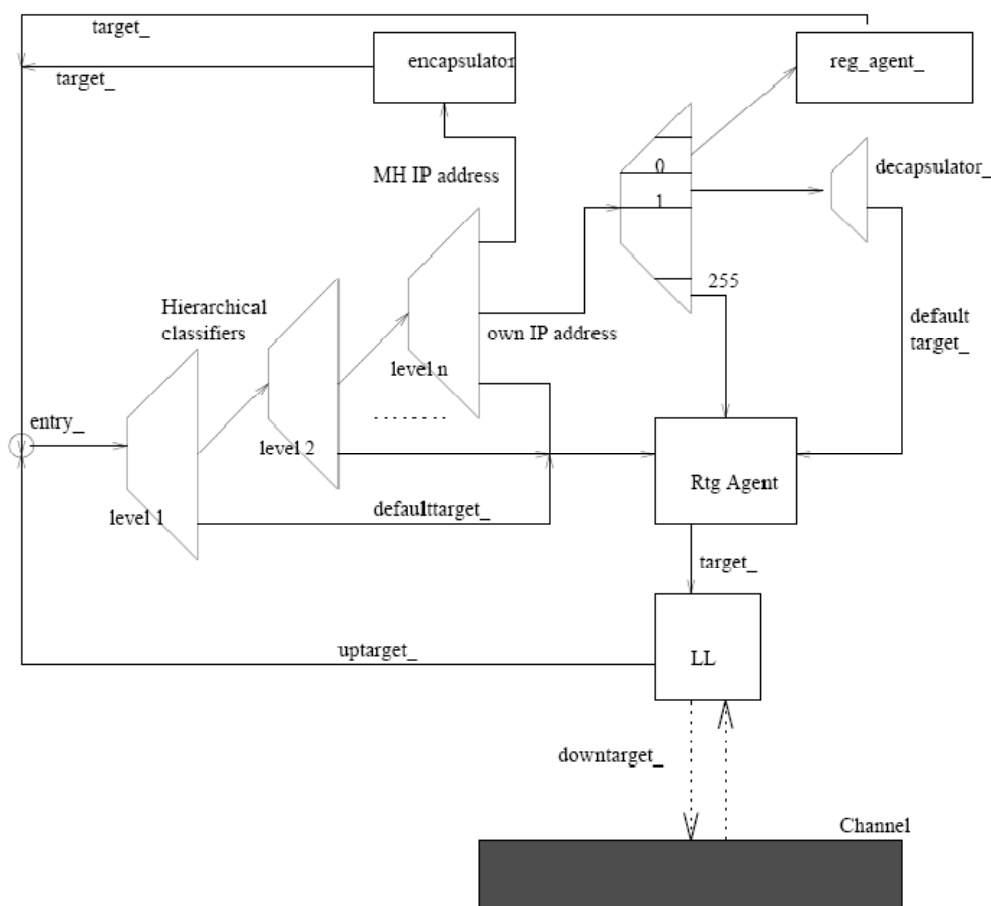 target_
encapsulator
reg_agent_
target_
MH IP address
0
decapsulator_
1
255
Hierarchical
classifiers
own IP address
default
target_
level n
entry_
level 2
Rtg Agent
level 1
defaulttarget_
target_
uptarget_
LL
downtarget_
Channel